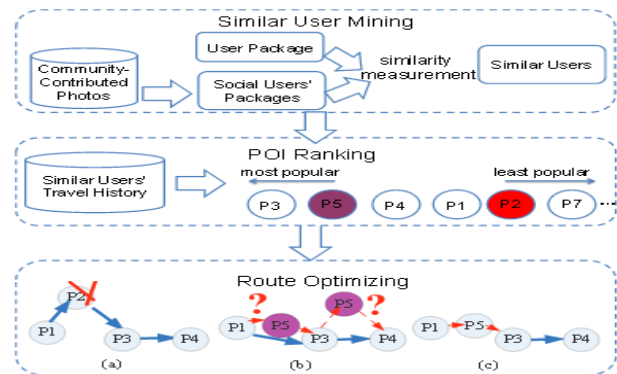 Similar User Mining
User Package
Community-
Contributed
Photos
Social Users'
Packages
similarity
measurement
Similar Users
POI Ranking
Similar Users'
Travel History
most popular
least popular
P3 P5 P4 P1 P2 P7 ...
Route Optimizing
P1 P2 P3 P4
(a)
? P1 P5 P3 P5 ? P4
(b)
P1 P5 P3 P4
(c)